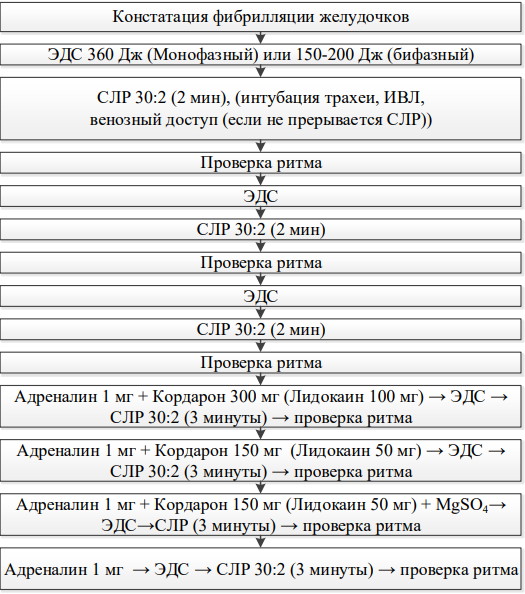 Констатация фибрилляции желудочков
ЭДС 360 Дж (Монофазный) или 150-200 Дж (бифазный)
СЛР 30:2 (2 мин), (интубация трахеи, ИВЛ,
венозный доступ (если не прерывается СЛР))
Проверка ритма
ЭДС
СЛР 30:2 (2 мин)
Проверка ритма
ЭДС
СЛР 30:2 (2 мин)
Проверка ритма
Адреналин 1 мг + Кордарон 300 мг (Лидокаин 100 мг) → ЭДС →
СЛР 30:2 (3 минуты) → проверка ритма
Адреналин 1 мг + Кордарон 150 мг (Лидокаин 50 мг) → ЭДС →
СЛР 30:2 (3 минуты) → проверка ритма
Адреналин 1 мг + Кордарон 150 мг (Лидокаин 50 мг) + MgSO₄→
ЭДС→СЛР (3 минуты) → проверка ритма
Адреналин 1 мг → ЭДС → СЛР 30:2 (3 минуты) → проверка ритма